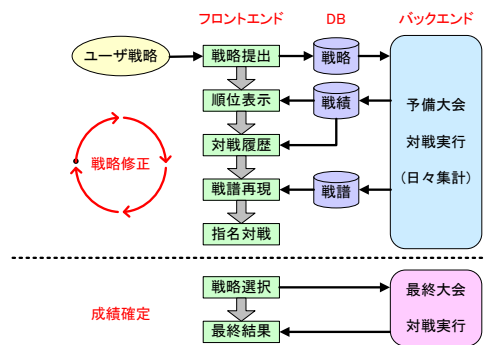 フロントエンド
DB
バックエンド
ユーザ戦略
戦略提出
戦略
順位表示
戦績
予備大会
対戦実行
(日々集計)
対戦履歴
戦略修正
戦譜再現
戦譜
指名対戦
戦略選択
最終大会
対戦実行
成績確定
最終結果